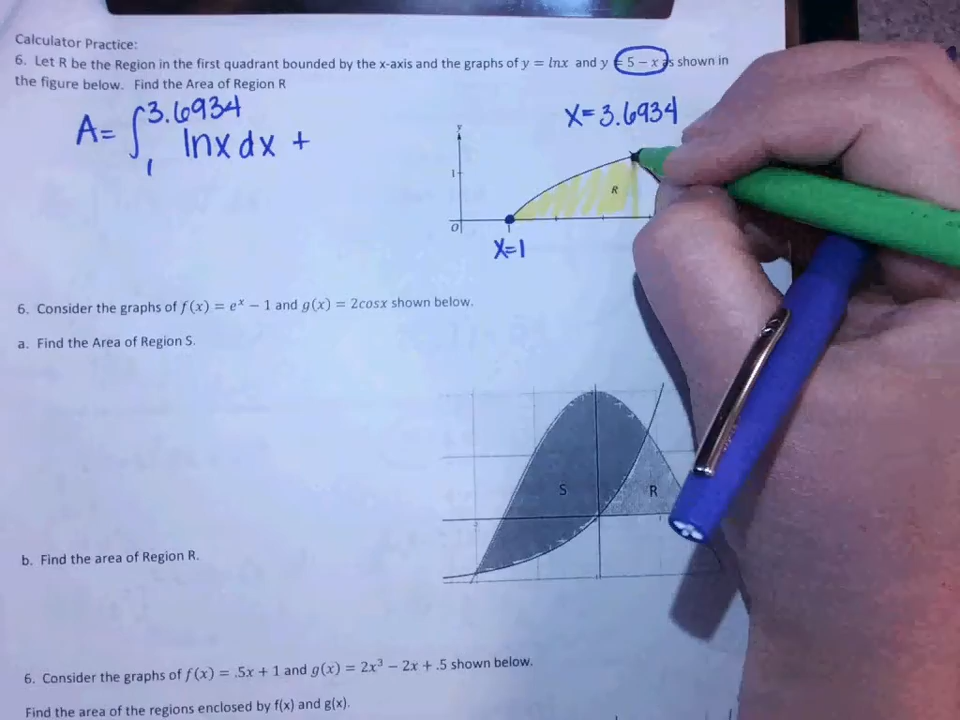 Calculator Practice:
6. Let R be the Region in the first quadrant bounded by the x-axis and the graphs of y = lnx and y = 5 − x as shown in
the figure below. Find the Area of Region R
A= ∫₁^3.6934 lnx dx +
X=3.6934
y
1
R
O
1
X=1
6. Consider the graphs of f(x) = eˣ − 1 and g(x) = 2cosx shown below.
a. Find the Area of Region S.
S
R
b. Find the area of Region R.
6. Consider the graphs of f(x) = .5x + 1 and g(x) = 2x³ − 2x + .5 shown below.
Find the area of the regions enclosed by f(x) and g(x).